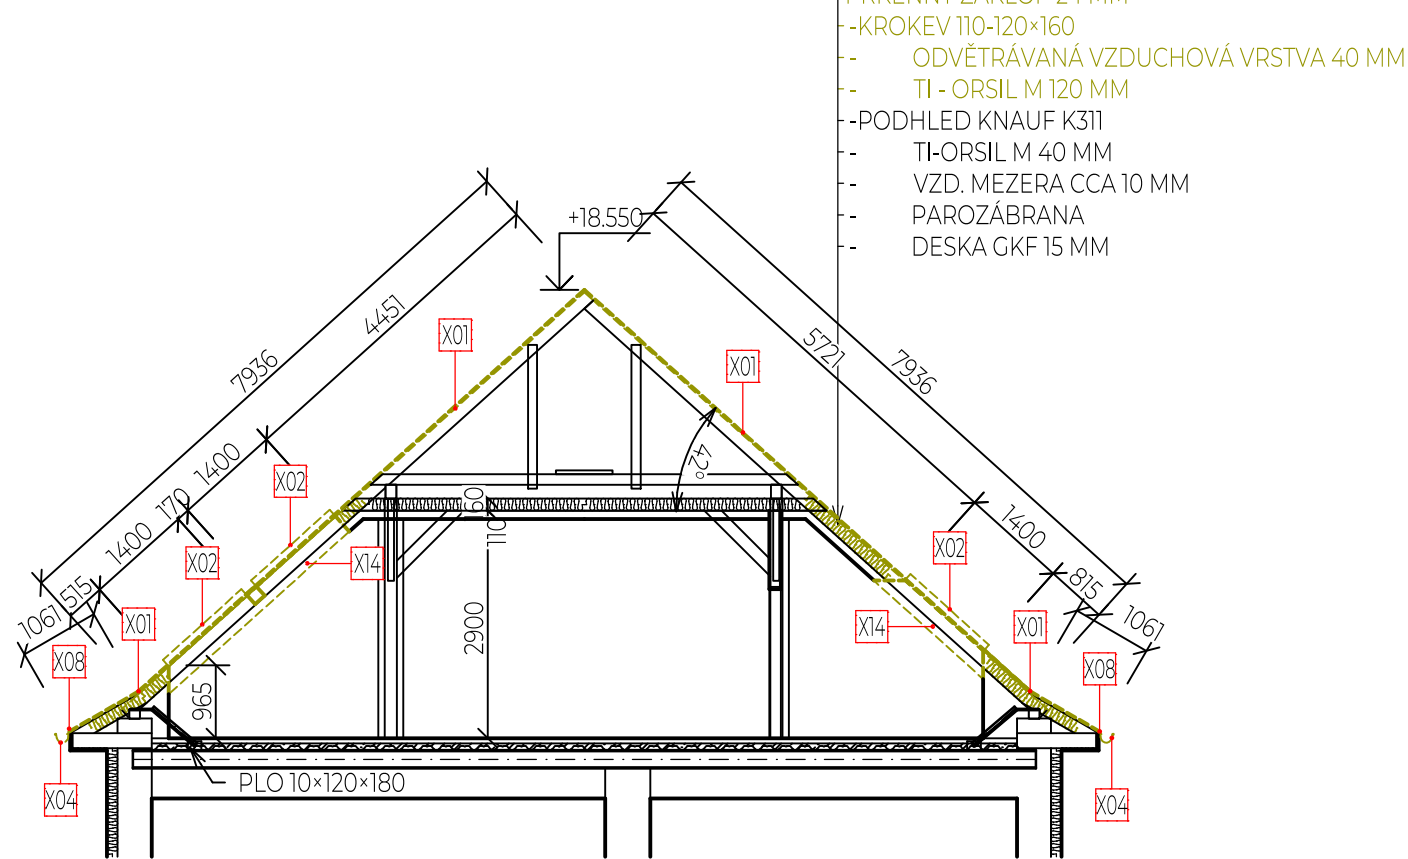 -KROKEV 110-120×160
- ODVĚTRÁVANÁ VZDUCHOVÁ VRSTVA 40 MM
- TI - ORSIL M 120 MM
-PODHLED KNAUF K311
- TI-ORSIL M 40 MM
- VZD. MEZERA CCA 10 MM
- PAROZÁBRANA
- DESKA GKF 15 MM
+18.550
4451
7936
5721
7936
X01
X01
42°
1400
X02
170
1400
X02
160
110
X14
1400
X02
515
1061
X01
X08
2900
965
X14
815
1061
X01
X08
PLO 10×120×180
X04
X04